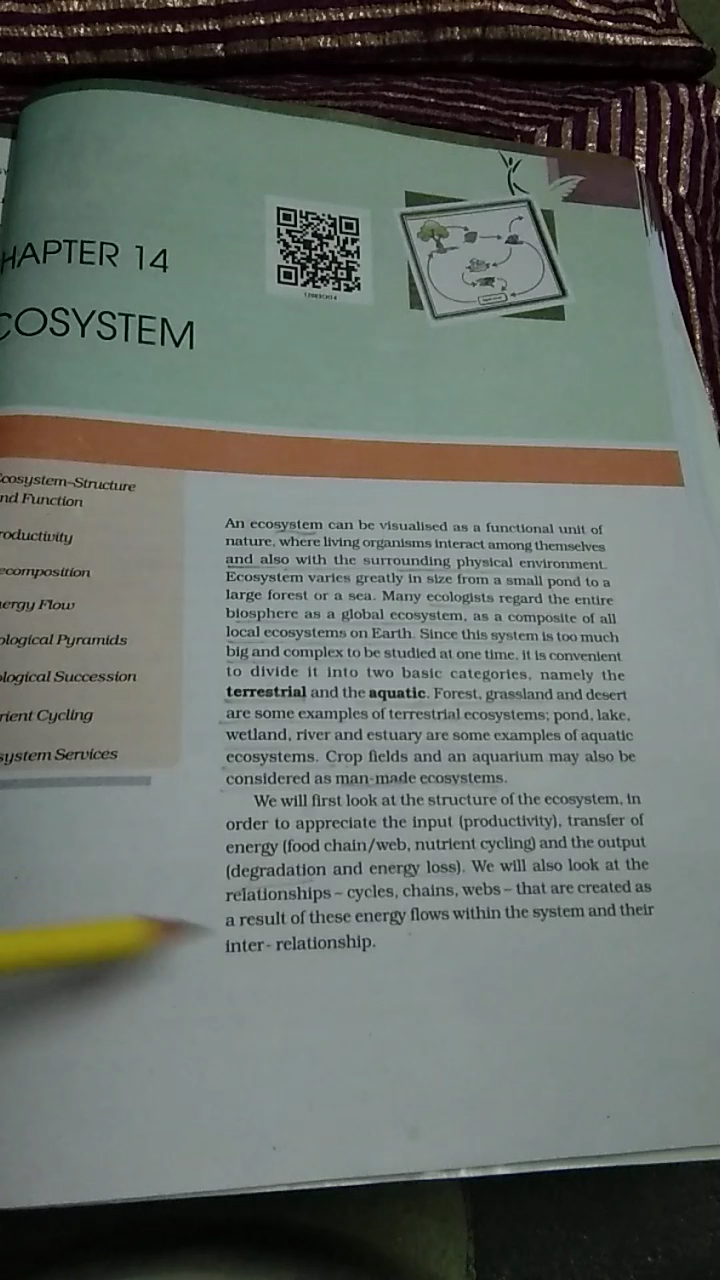 HAPTER 14
COSYSTEM
Ecosystem–Structure
nd Function
roductivity
ecomposition
ergy Flow
ological Pyramids
ological Succession
rient Cycling
system Services
An ecosystem can be visualised as a functional unit of
nature, where living organisms interact among themselves
and also with the surrounding physical environment.
Ecosystem varies greatly in size from a small pond to a
large forest or a sea. Many ecologists regard the entire
biosphere as a global ecosystem, as a composite of all
local ecosystems on Earth. Since this system is too much
big and complex to be studied at one time, it is convenient
to divide it into two basic categories, namely the
terrestrial and the aquatic. Forest, grassland and desert
are some examples of terrestrial ecosystems; pond, lake,
wetland, river and estuary are some examples of aquatic
ecosystems. Crop fields and an aquarium may also be
considered as man-made ecosystems.
We will first look at the structure of the ecosystem, in
order to appreciate the input (productivity), transfer of
energy (food chain/web, nutrient cycling) and the output
(degradation and energy loss). We will also look at the
relationships – cycles, chains, webs – that are created as
a result of these energy flows within the system and their
inter- relationship.